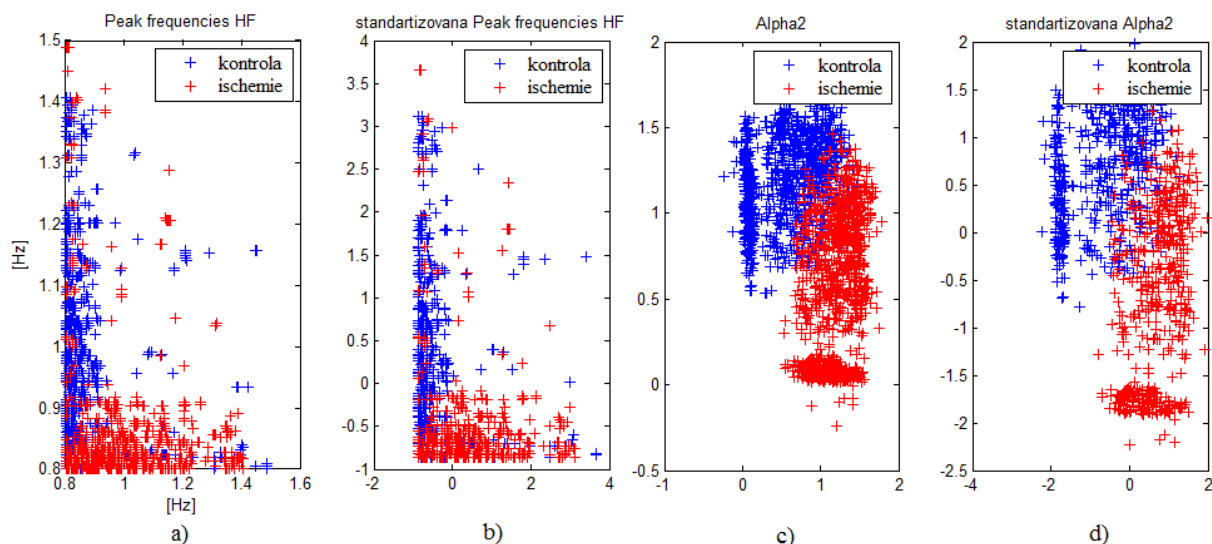 Peak frequencies HF
[Hz]
1.5
1.4
1.3
1.2
1.1
1
0.9
0.8
0.8 1 1.2 1.4 1.6
[Hz]
kontrola
ischemie
a)
standartizovana Peak frequencies HF
4
3.5
3
2.5
2
1.5
1
0.5
0
-0.5
-1
-2 0 2 4
kontrola
ischemie
b)
Alpha2
2
1.5
1
0.5
0
-0.5
-1 0 1 2
kontrola
ischemie
c)
standartizovana Alpha2
2
1.5
1
0.5
0
-0.5
-1
-1.5
-2
-2.5
-4 -2 0 2
kontrola
ischemie
d)